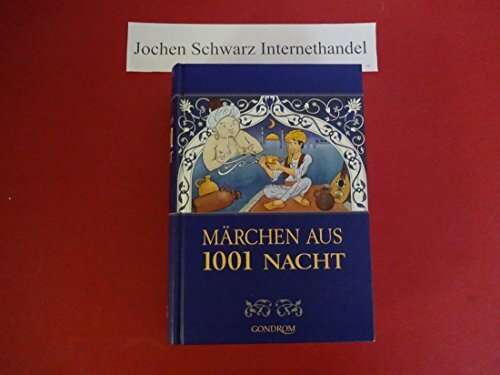 Jochen Schwarz Internethandel
MÄRCHEN AUS
1001 NACHT
GONDROM